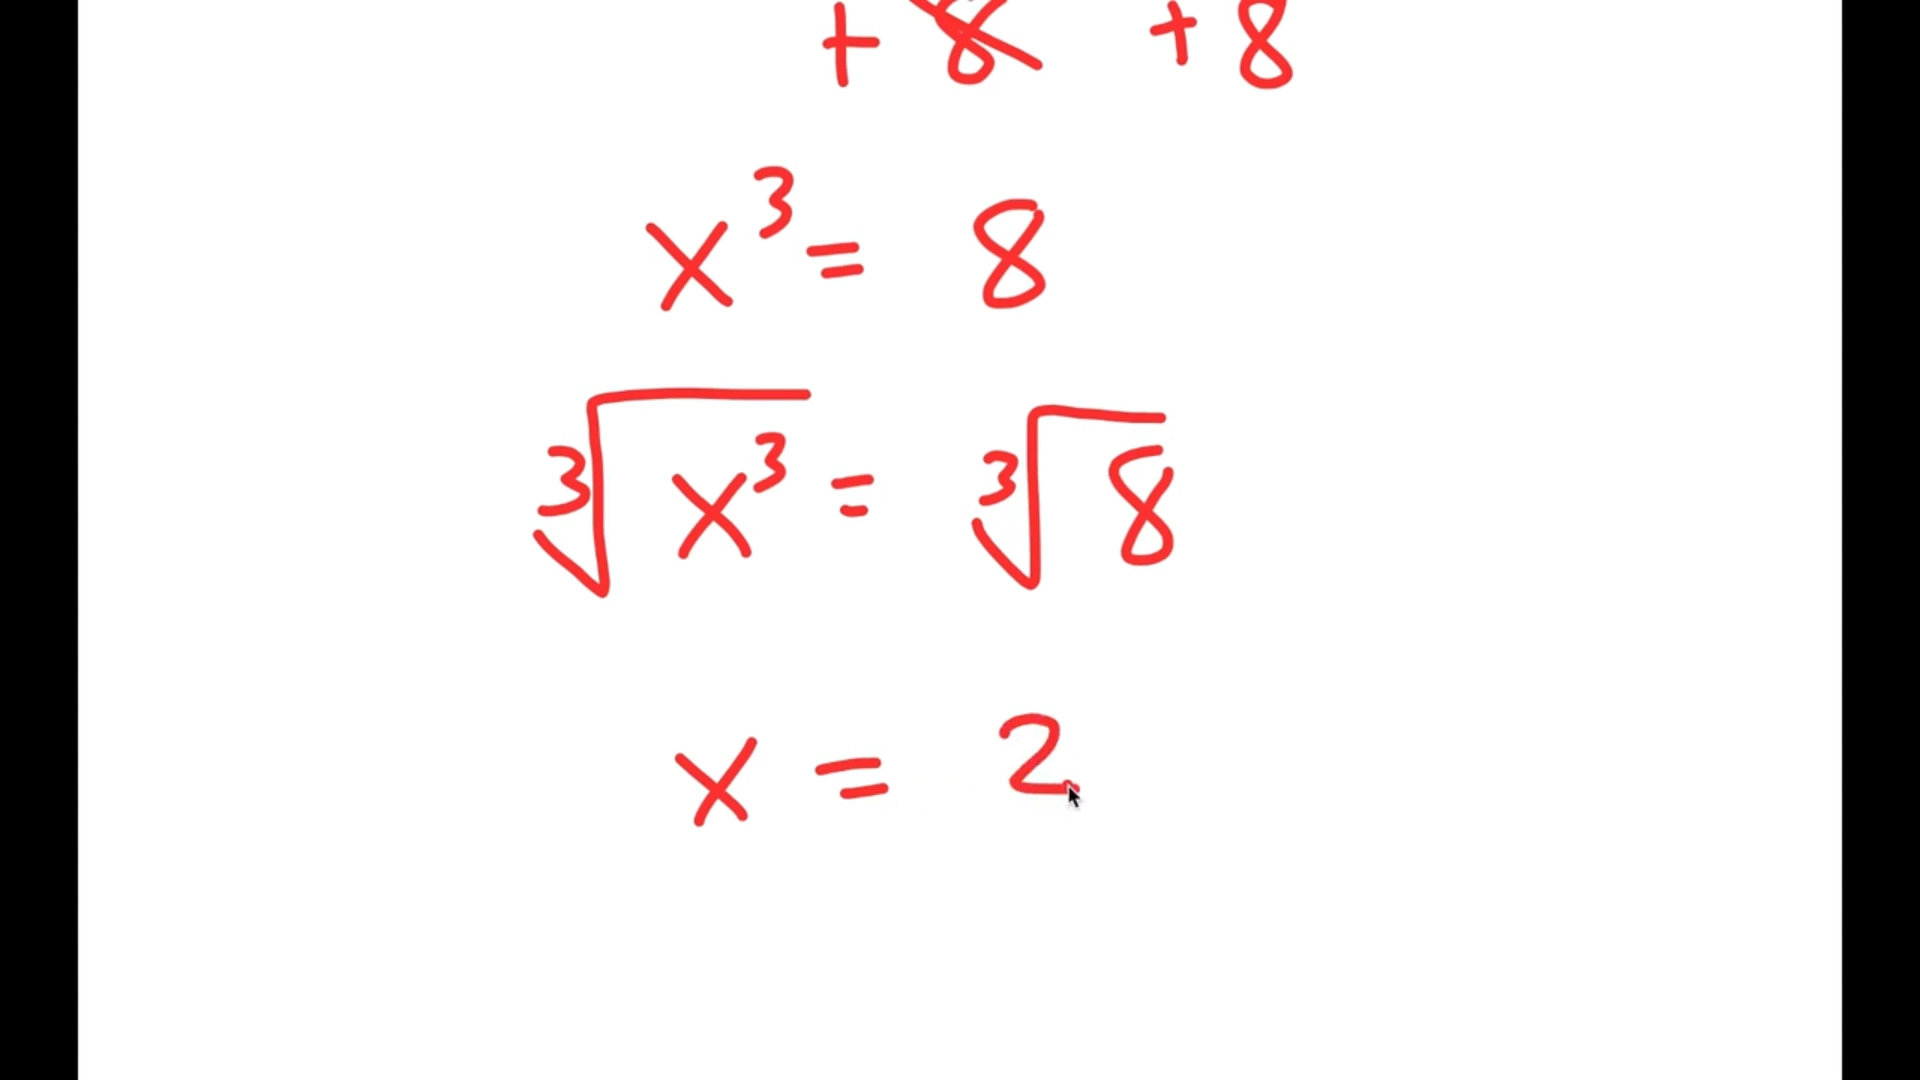 + 8 + 8
x³ = 8
∛x³ = ∛8
x = 2